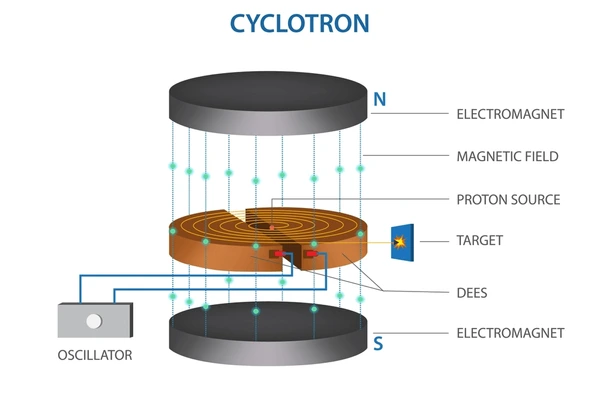 CYCLOTRON
N
ELECTROMAGNET
MAGNETIC FIELD
PROTON SOURCE
TARGET
DEES
S
ELECTROMAGNET
OSCILLATOR